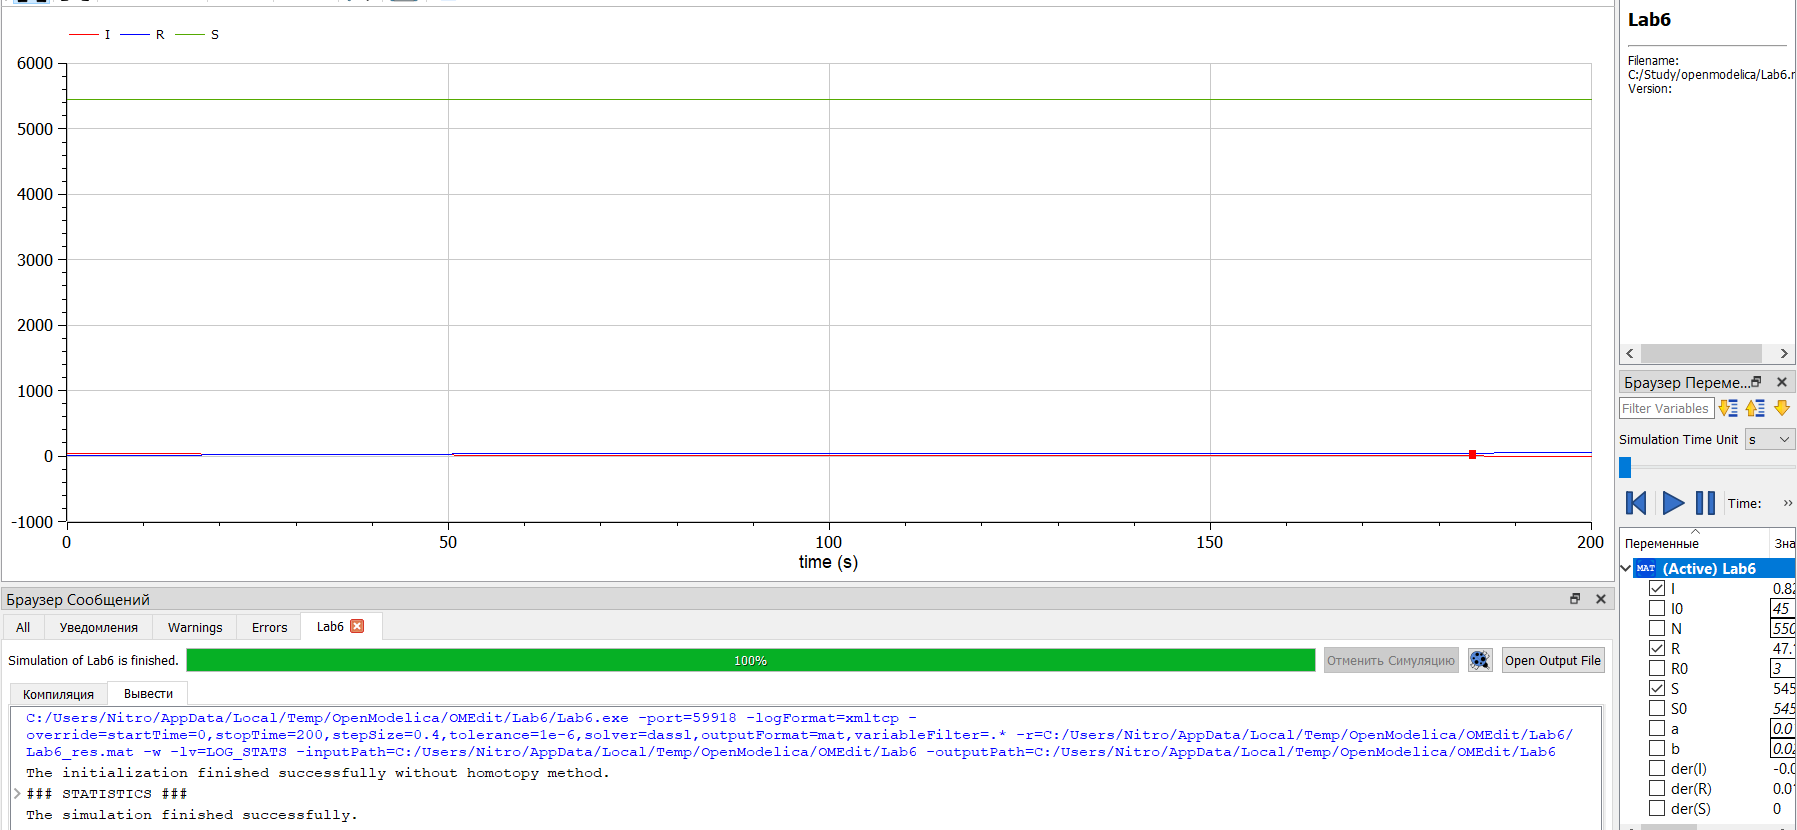 I R S
6000
5000
4000
3000
2000
1000
0
-1000
0 50 100 150 200
time (s)
Lab6
Filename:
C:/Study/openmodelica/Lab6.
Version:
Браузер Переме...
Filter Variables
Simulation Time Unit s
Time: »
Переменные Зна
MAT (Active) Lab6
I 0.82
I0 45
N 550
R 47.
R0 3
S 545
S0 545
a 0.0
b 0.02
der(I) -0.0
der(R) 0.0
der(S) 0
Браузер Сообщений
All Уведомления Warnings Errors Lab6
Simulation of Lab6 is finished. 100% Отменить Симуляцию Open Output File
Компиляция Вывести
C:/Users/Nitro/AppData/Local/Temp/OpenModelica/OMEdit/Lab6/Lab6.exe -port=59918 -logFormat=xmltcp -
override=startTime=0,stopTime=200,stepSize=0.4,tolerance=1e-6,solver=dassl,outputFormat=mat,variableFilter=.* -r=C:/Users/Nitro/AppData/Local/Temp/OpenModelica/OMEdit/Lab6/
Lab6_res.mat -w -lv=LOG_STATS -inputPath=C:/Users/Nitro/AppData/Local/Temp/OpenModelica/OMEdit/Lab6 -outputPath=C:/Users/Nitro/AppData/Local/Temp/OpenModelica/OMEdit/Lab6
The initialization finished successfully without homotopy method.
### STATISTICS ###
The simulation finished successfully.